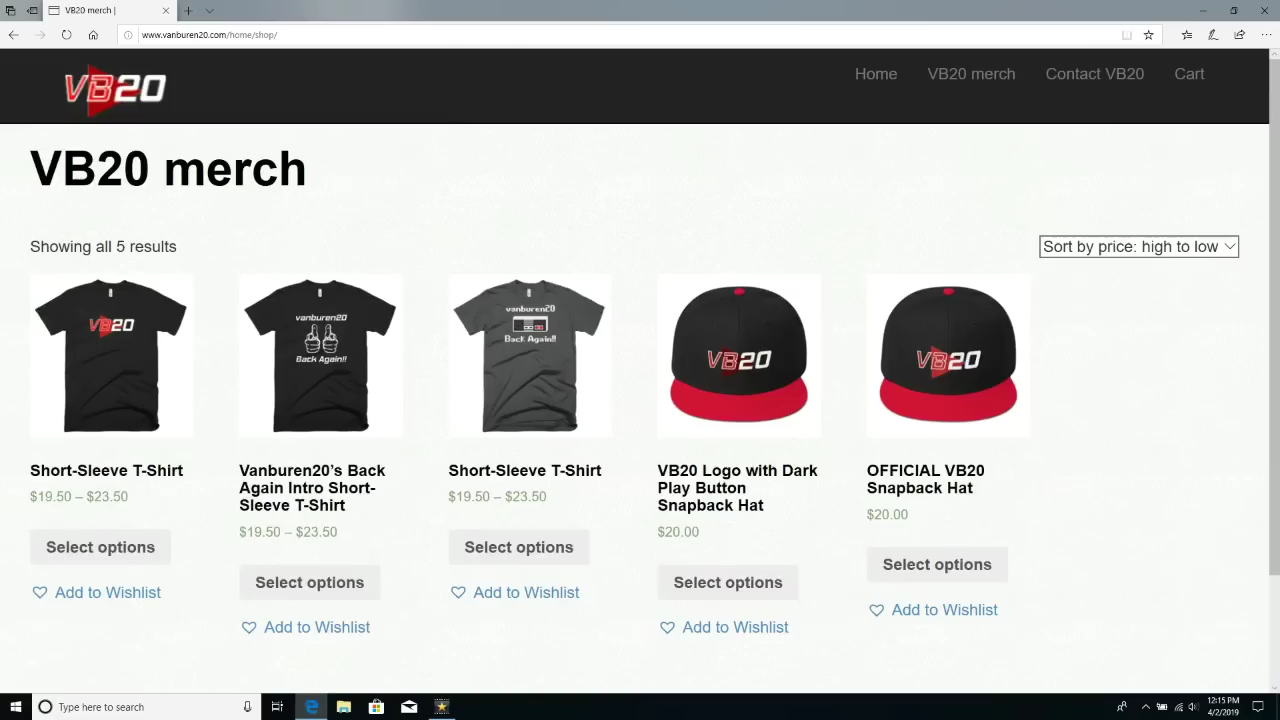 VB20 merch |
www.vanburen20.com/home/shop/
VB20
Home
VB20 merch
Contact VB20
Cart
VB20 merch
Showing all 5 results
Sort by price: high to low
VB20
vanburen20
Back Again!!
vanburen20
Back Again!!
VB20
VB20
Short-Sleeve T-Shirt
$19.50 – $23.50
Select options
Add to Wishlist
Vanburen20's Back
Again Intro Short-
Sleeve T-Shirt
$19.50 – $23.50
Select options
Add to Wishlist
Short-Sleeve T-Shirt
$19.50 – $23.50
Select options
Add to Wishlist
VB20 Logo with Dark
Play Button
Snapback Hat
$20.00
Select options
Add to Wishlist
OFFICIAL VB20
Snapback Hat
$20.00
Select options
Add to Wishlist
Type here to search
12:15 PM
4/2/2019